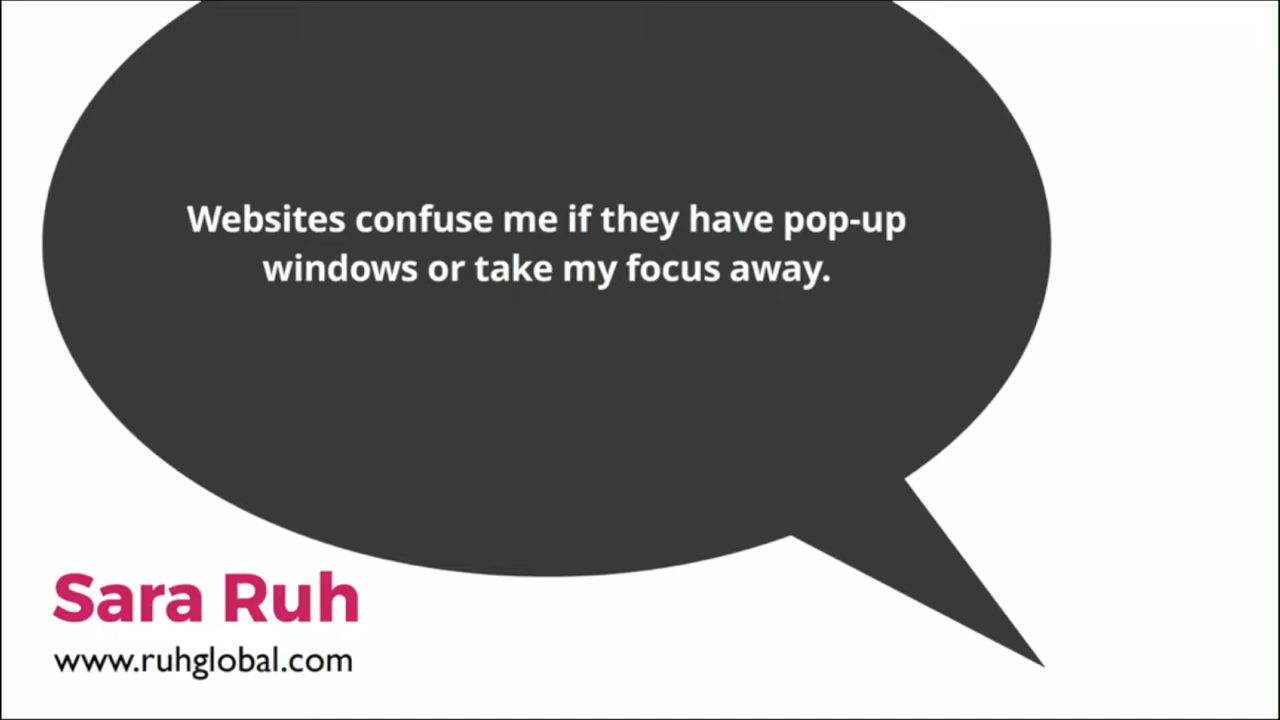 Websites confuse me if they have pop-up
windows or take my focus away.
Sara Ruh
www.ruhglobal.com